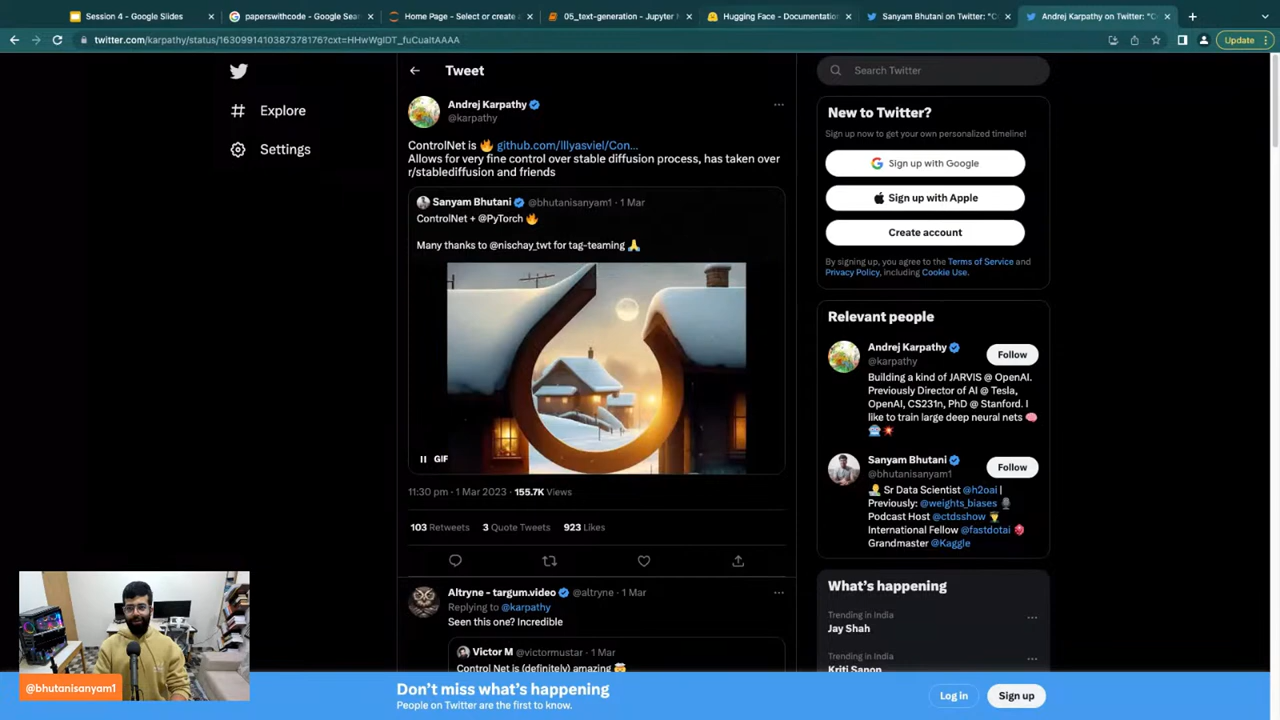 Session 4 - Google Slides
paperswithcode - Google Sear
Home Page - Select or create a
05_text-generation - Jupyter N
Hugging Face - Documentation
Sanyam Bhutani on Twitter: "C
Andrej Karpathy on Twitter: "C
twitter.com/karpathy/status/1630991410387378176?cxt=HHwWgIDT_fuCuaItAAAA
Update
Explore
Settings
Tweet
Andrej Karpathy
@karpathy
ControlNet is 🔥 github.com/lllyasviel/Con...
Allows for very fine control over stable diffusion process, has taken over
r/stablediffusion and friends
Sanyam Bhutani @bhutanisanyam1 · 1 Mar
ControlNet + @PyTorch 🔥
Many thanks to @nischay_twt for tag-teaming 🙏
GIF
11:30 pm · 1 Mar 2023 · 155.7K Views
103 Retweets 3 Quote Tweets 923 Likes
Altryne - targum.video @altryne · 1 Mar
Replying to @karpathy
Seen this one? Incredible
Victor M @victormustar · 1 Mar
Control Net is (definitely) amazing 🤯
Search Twitter
New to Twitter?
Sign up now to get your own personalized timeline!
Sign up with Google
Sign up with Apple
Create account
By signing up, you agree to the Terms of Service and
Privacy Policy, including Cookie Use.
Relevant people
Andrej Karpathy
@karpathy
Follow
Building a kind of JARVIS @ OpenAI.
Previously Director of AI @ Tesla,
OpenAI, CS231n, PhD @ Stanford. I
like to train large deep neural nets 🧠
🤖💥
Sanyam Bhutani
@bhutanisanyam1
Follow
👨‍💻 Sr Data Scientist @h2oai |
Previously: @weights_biases 🎙
Podcast Host @ctdsshow 👨‍🎓
International Fellow @fastdotai 🎖
Grandmaster @Kaggle
What's happening
Trending in India
Jay Shah
Trending in India
Kriti Sanon
@bhutanisanyam1
Don't miss what's happening
People on Twitter are the first to know.
Log in
Sign up